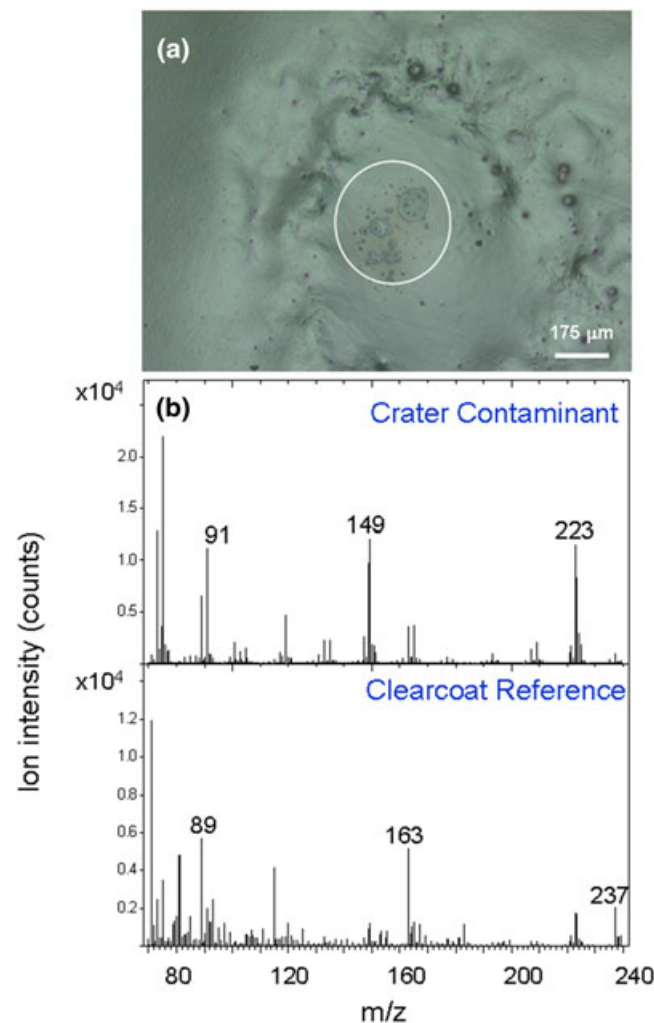 (a)
175 μm
x10⁴
(b)
Crater Contaminant
2.0
1.5
1.0
0.5
91
149
223
Ion intensity (counts)
x10⁴
Clearcoat Reference
1.2
1.0
0.8
0.6
0.4
0.2
89
163
237
80 120 160 200 240
m/z